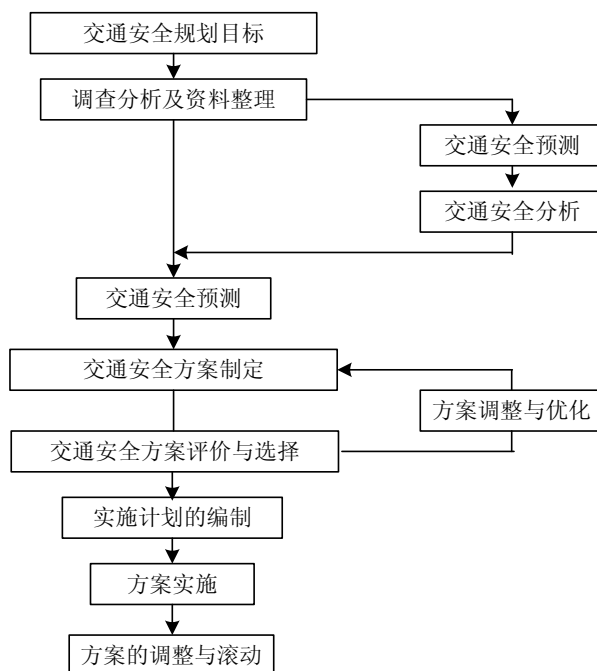 交通安全规划目标
调查分析及资料整理
交通安全预测
交通安全分析
交通安全预测
交通安全方案制定
方案调整与优化
交通安全方案评价与选择
实施计划的编制
方案实施
方案的调整与滚动